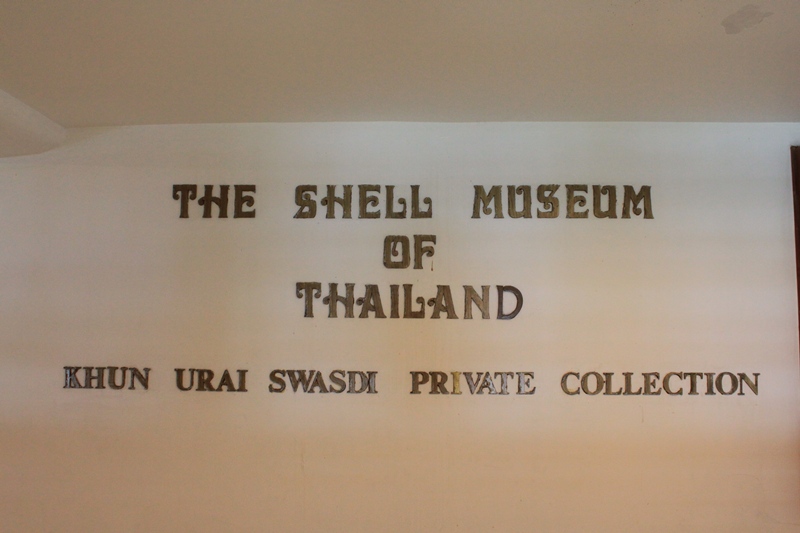 THE SHELL MUSEUM
OF
THAILAND
KHUN URAI SWASDI PRIVATE COLLECTION